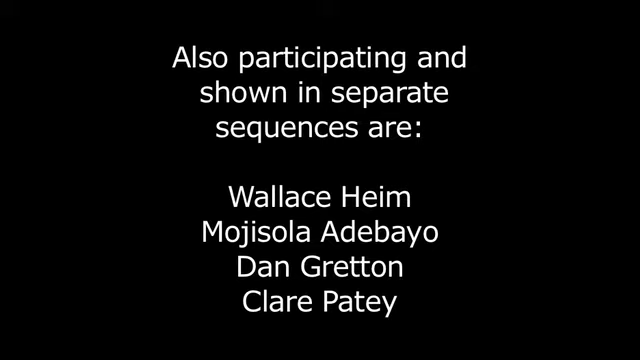 Also participating and
shown in separate
sequences are:
Wallace Heim
Mojisola Adebayo
Dan Gretton
Clare Patey